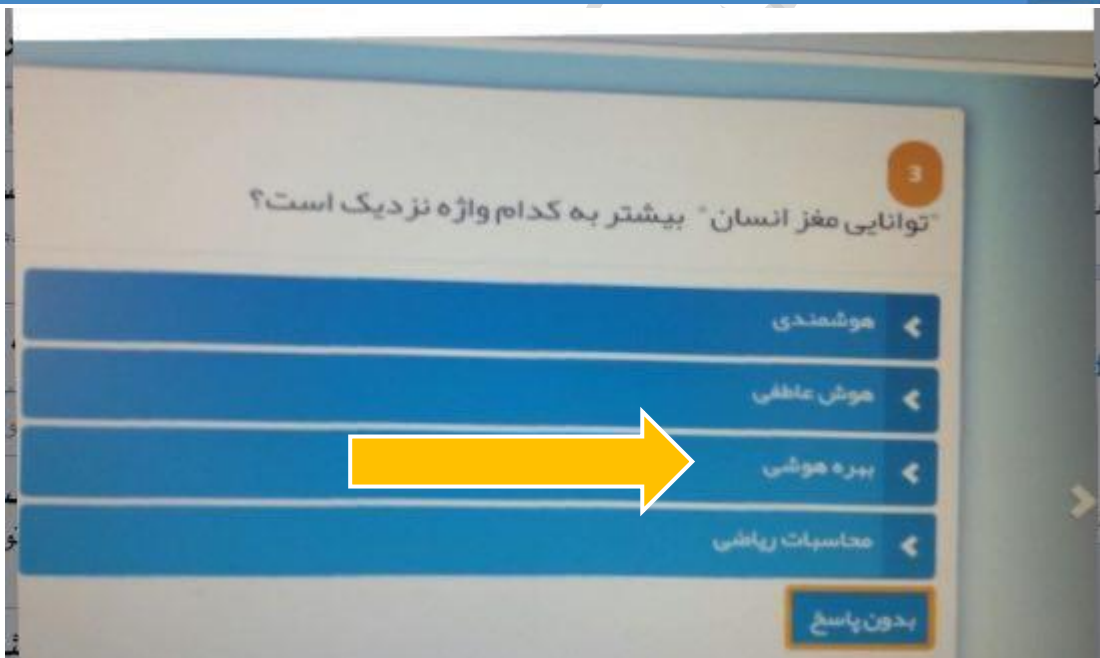 3
"توانایی مغز انسان" بیشتر به کدام واژه نزدیک است؟
هوشمندی
هوش عاطفی
بهره هوشی
محاسبات ریاضی
بدون پاسخ